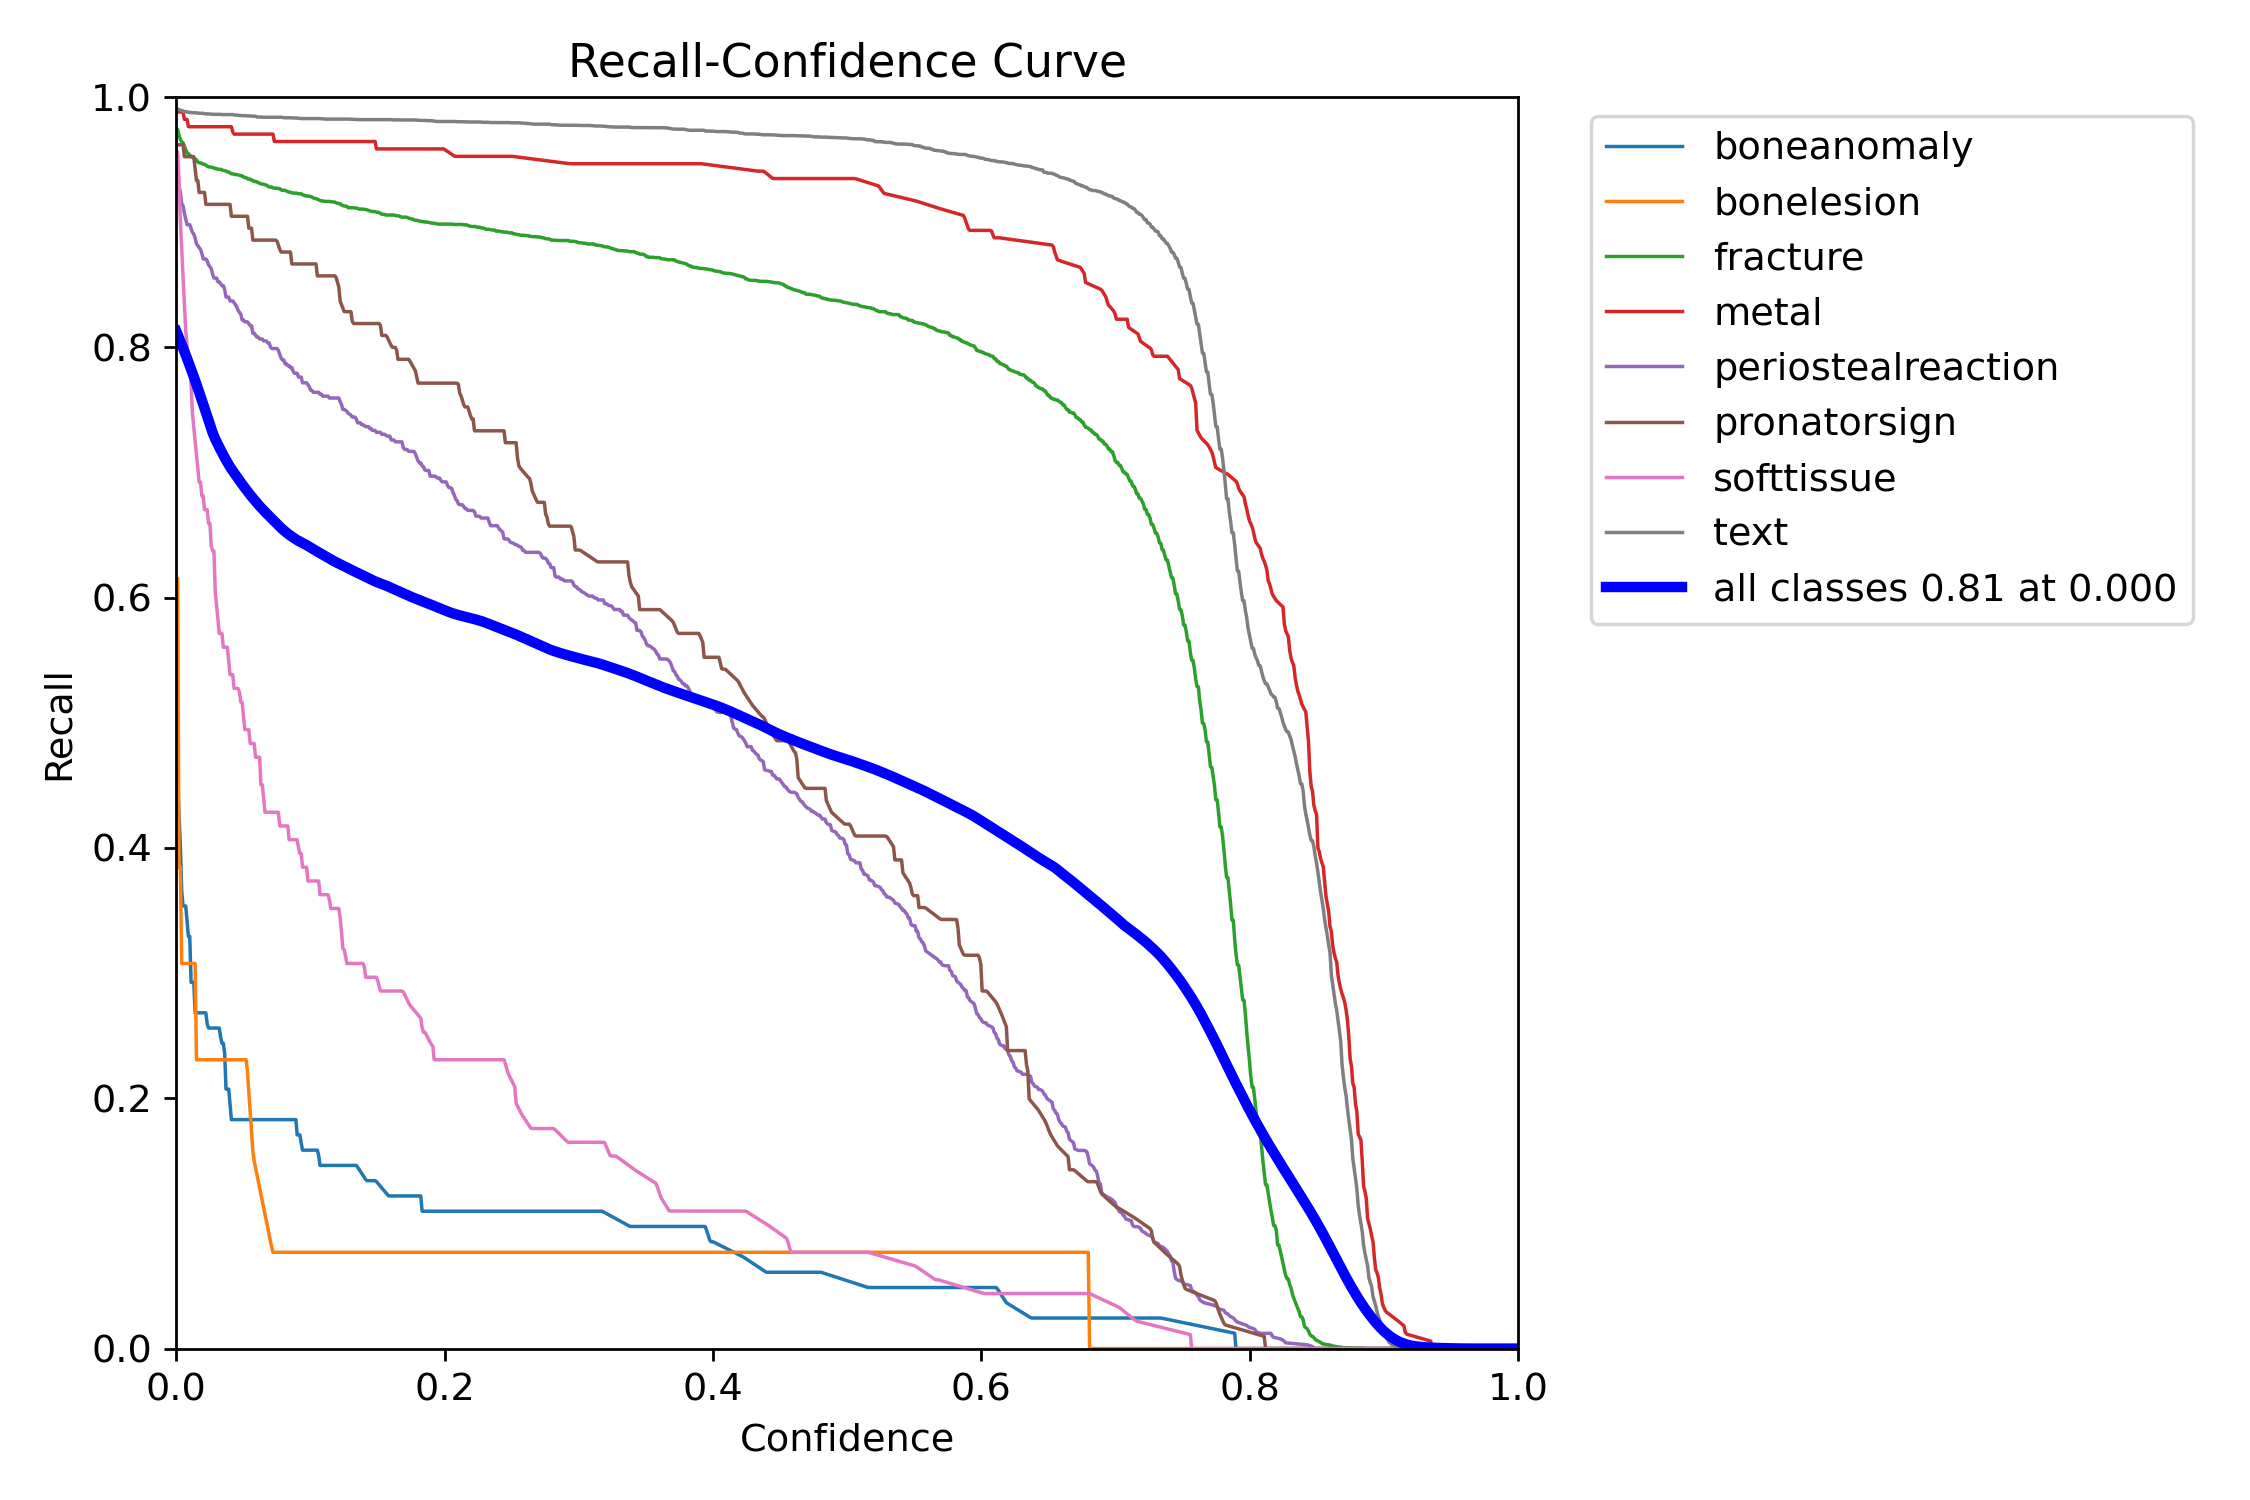 Recall-Confidence Curve
1.0
0.8
0.6
0.4
0.2
0.0
Recall
0.0 0.2 0.4 0.6 0.8 1.0
Confidence
boneanomaly
bonelesion
fracture
metal
periostealreaction
pronatorsign
softtissue
text
all classes 0.81 at 0.000